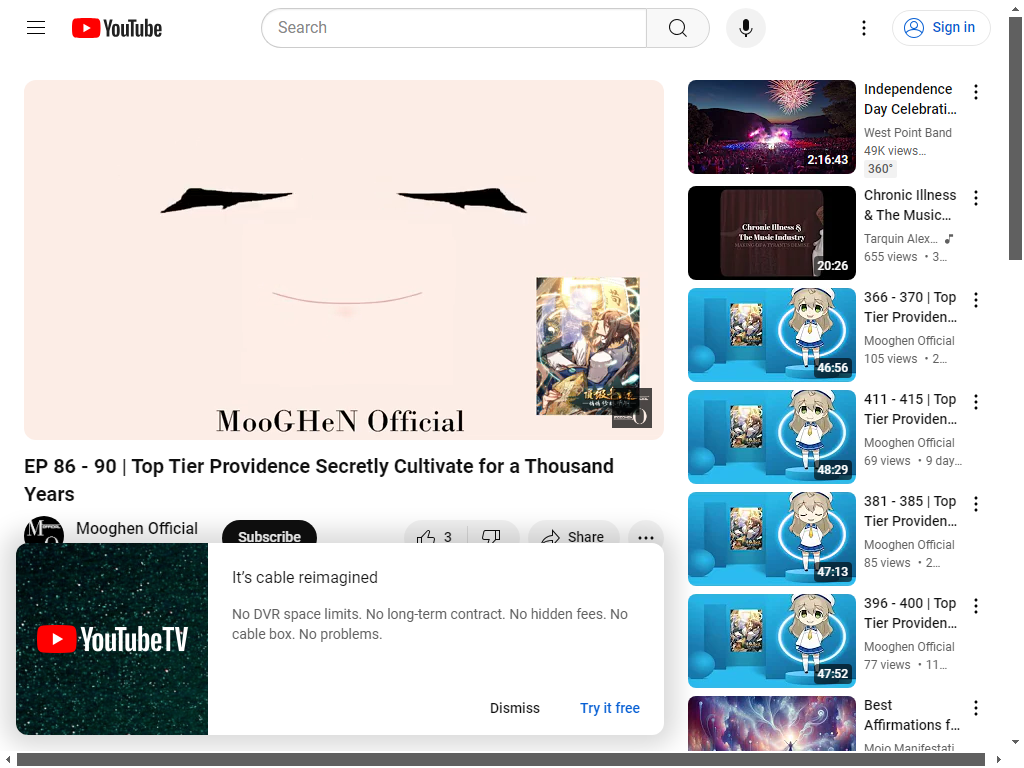 YouTube
Search
Sign in
MooGHeN Official
EP 86 - 90 | Top Tier Providence Secretly Cultivate for a Thousand
Years
Mooghen Official
Subscribe
3
Share
YouTubeTV
It's cable reimagined
No DVR space limits. No long-term contract. No hidden fees. No
cable box. No problems.
Dismiss
Try it free
2:16:43
Independence
Day Celebrati…
West Point Band
49K views…
360°
Chronic Illness &
The Music Industry
MAKING OF A TYRANT'S DEMISE
20:26
Chronic Illness
& The Music…
Tarquin Alex…
655 views • 3…
46:56
366 - 370 | Top
Tier Providen…
Mooghen Official
105 views • 2…
48:29
411 - 415 | Top
Tier Providen…
Mooghen Official
69 views • 9 day…
47:13
381 - 385 | Top
Tier Providen…
Mooghen Official
85 views • 2…
47:52
396 - 400 | Top
Tier Providen…
Mooghen Official
77 views • 11…
Best
Affirmations f…
Mojo Manifestati